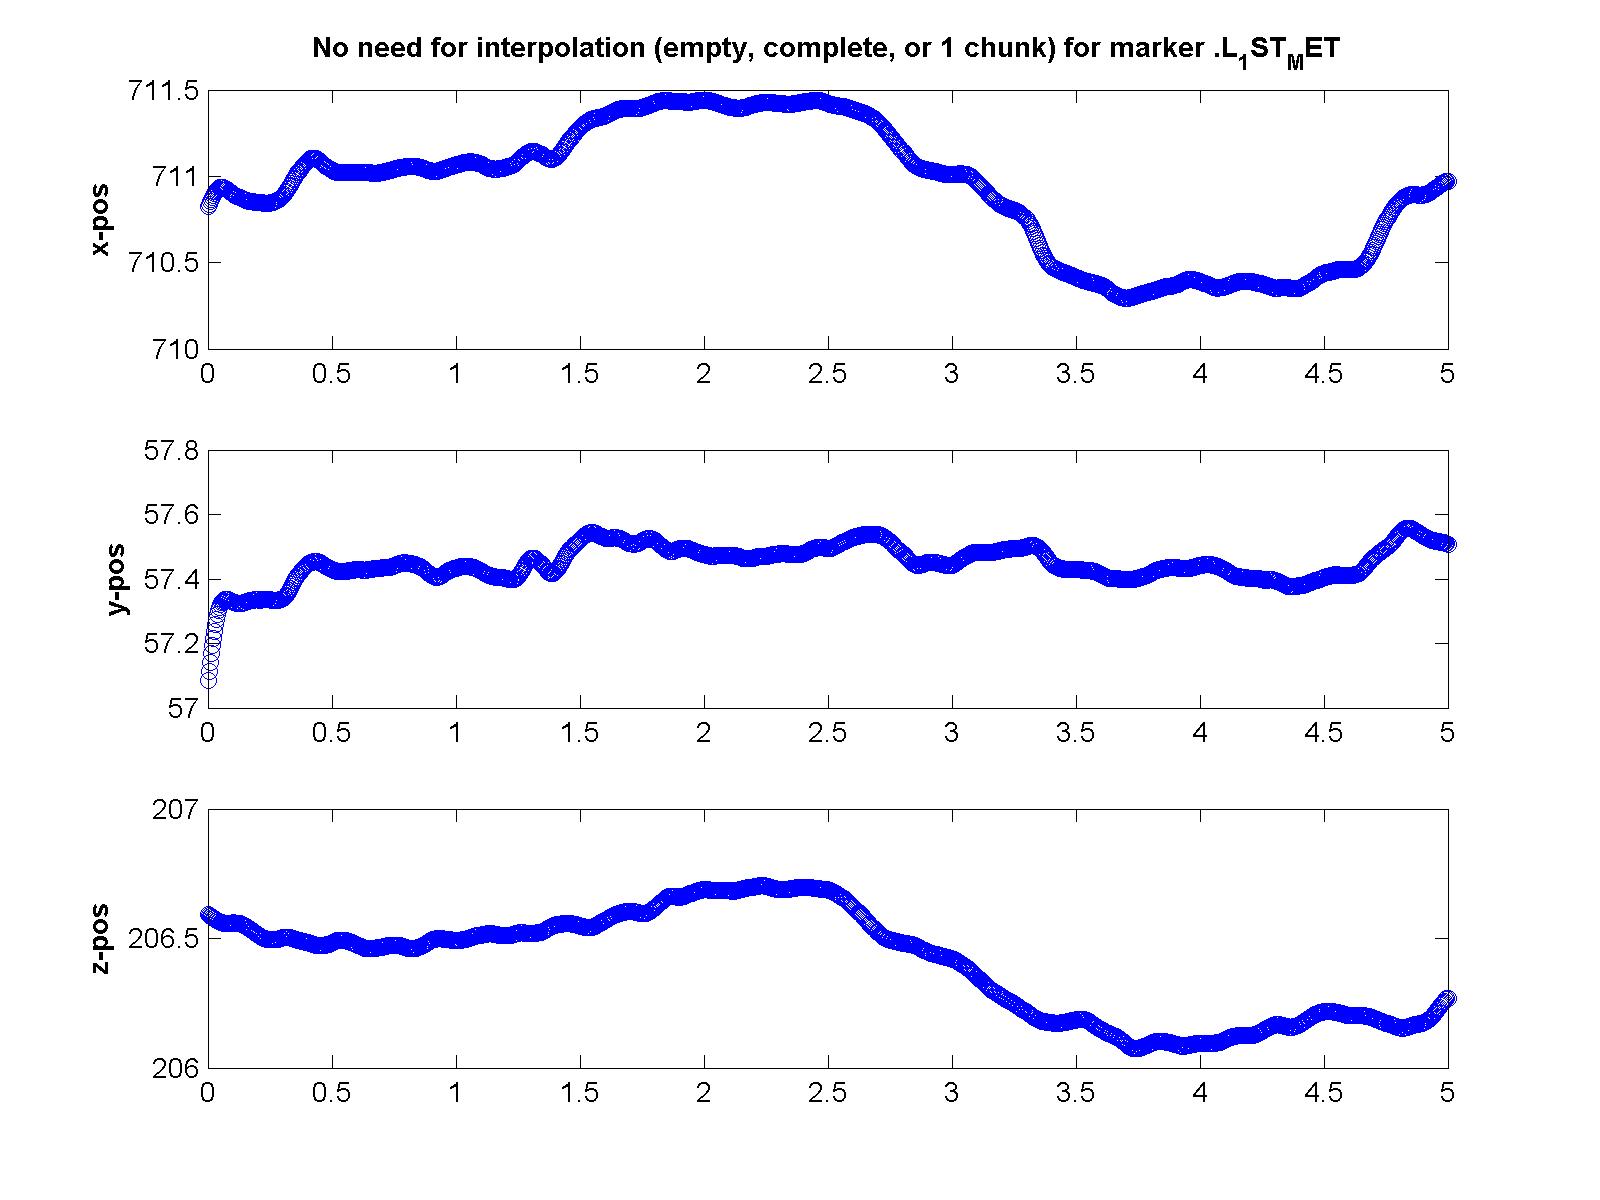 No need for interpolation (empty, complete, or 1 chunk) for marker .L₁ST_MET
711.5
711
710.5
710
x-pos
0 0.5 1 1.5 2 2.5 3 3.5 4 4.5 5
57.8
57.6
57.4
57.2
57
y-pos
0 0.5 1 1.5 2 2.5 3 3.5 4 4.5 5
207
206.5
206
z-pos
0 0.5 1 1.5 2 2.5 3 3.5 4 4.5 5